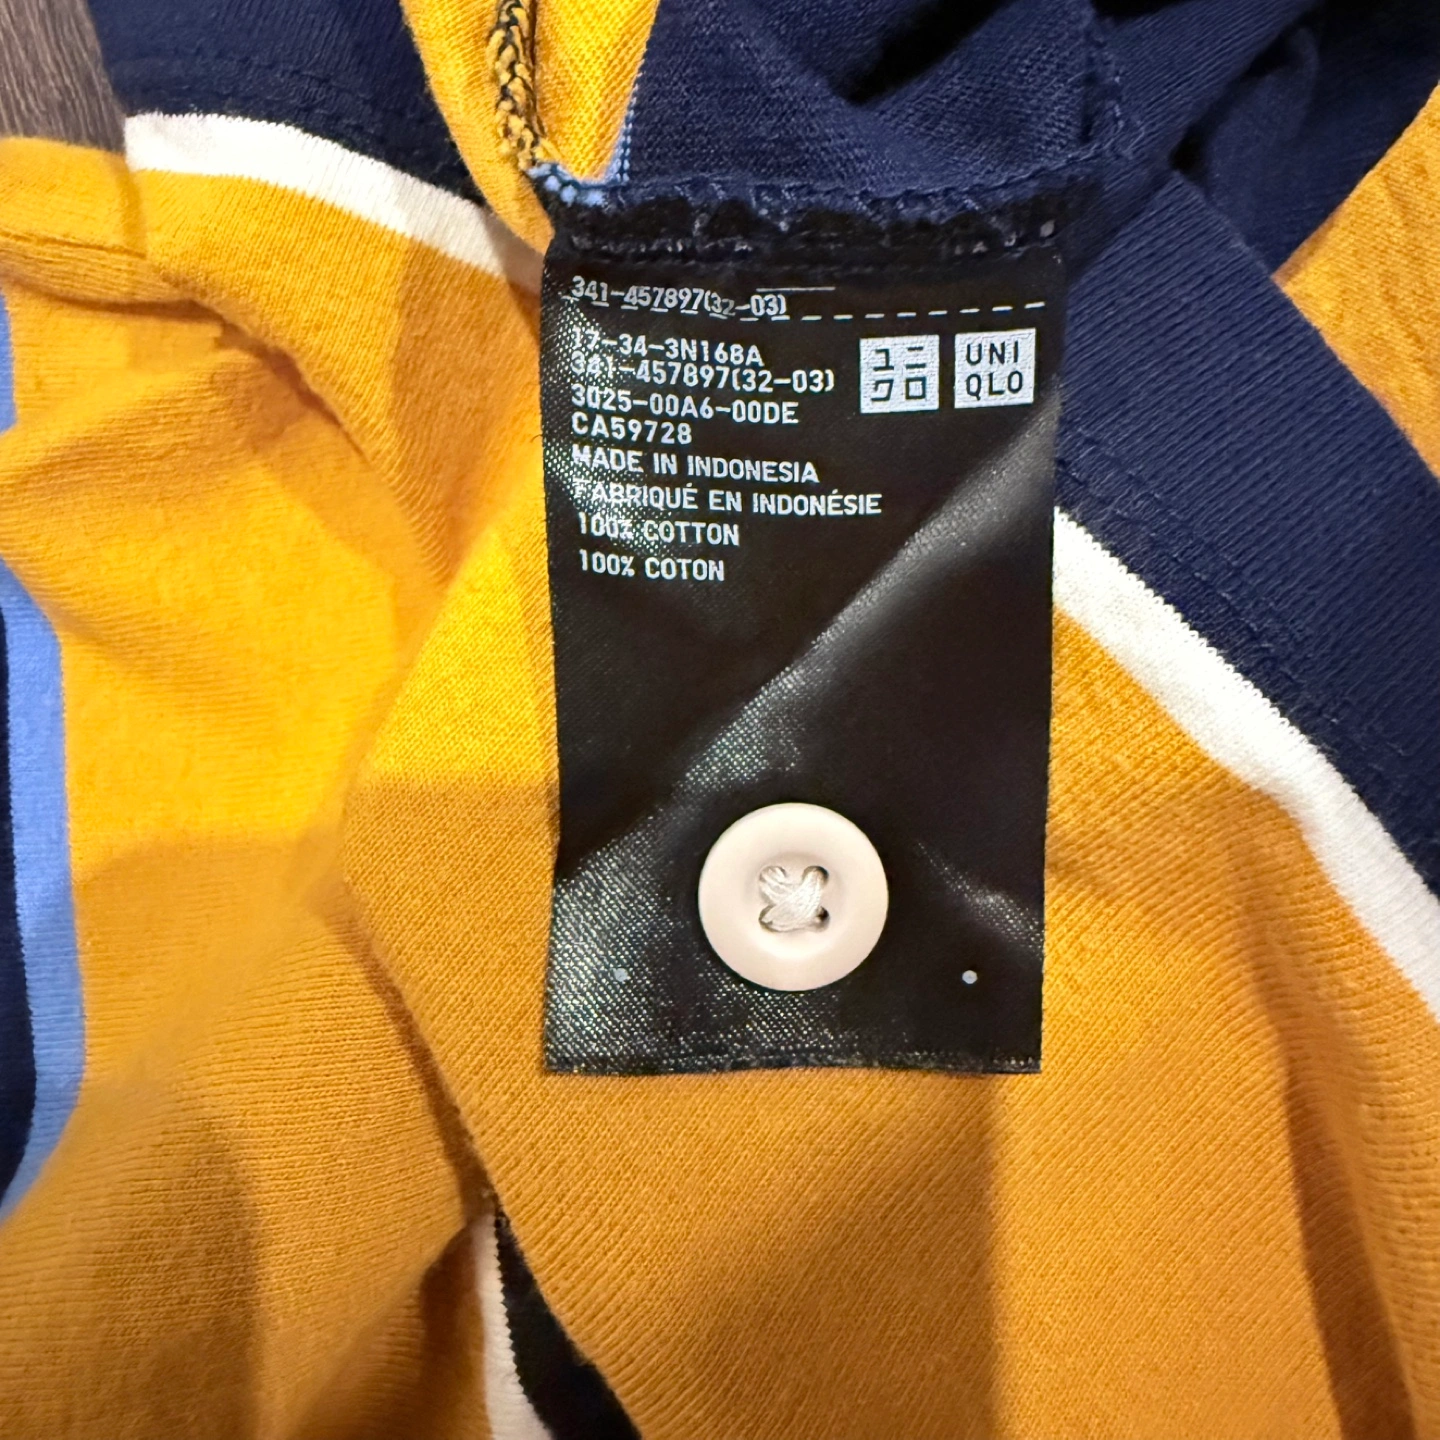 341-457897(32-03)
17-34-3N168A
341-457897(32-03)
3Q25-00A6-00DE
CA59728
MADE IN INDONESIA
FABRIQUÉ EN INDONÉSIE
100% COTTON
100% COTON
ユニ
クロ
UNI
QLO